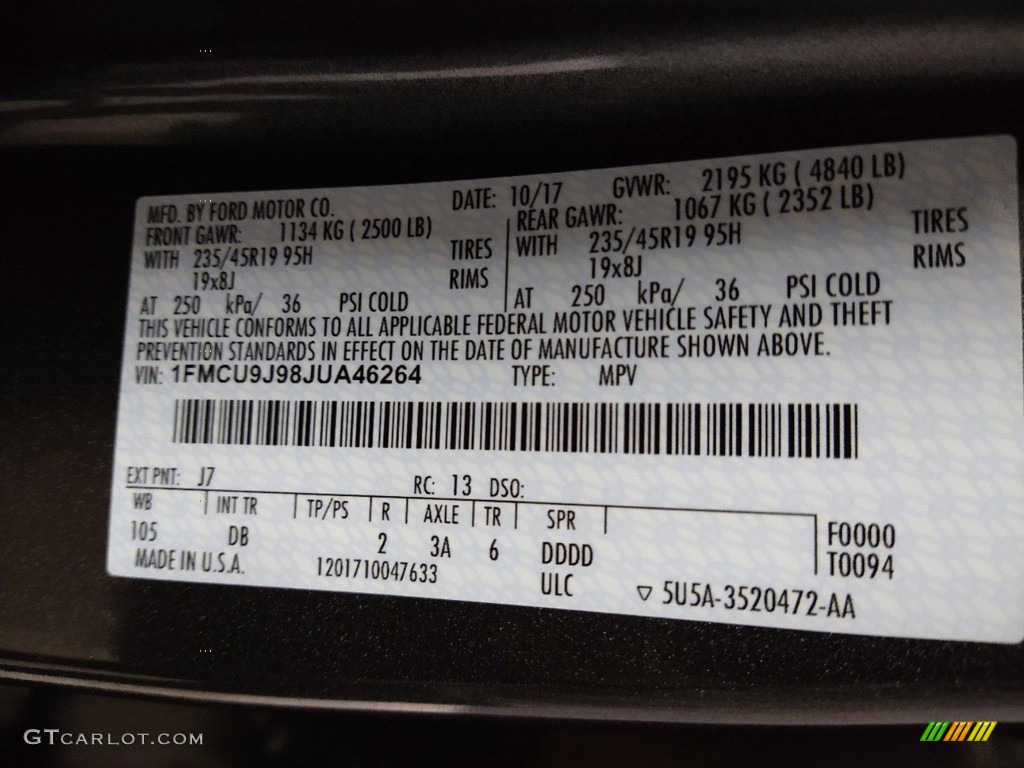 MFD. BY FORD MOTOR CO. DATE: 10/17 GVWR: 2195 KG ( 4840 LB)
FRONT GAWR: 1134 KG ( 2500 LB) REAR GAWR: 1067 KG ( 2352 LB)
WITH 235/45R19 95H TIRES WITH 235/45R19 95H TIRES
19x8J RIMS 19x8J RIMS
AT 250 kPa/ 36 PSI COLD AT 250 kPa/ 36 PSI COLD
THIS VEHICLE CONFORMS TO ALL APPLICABLE FEDERAL MOTOR VEHICLE SAFETY AND THEFT
PREVENTION STANDARDS IN EFFECT ON THE DATE OF MANUFACTURE SHOWN ABOVE.
VIN: 1FMCU9J98JUA46264 TYPE: MPV
EXT PNT: J7 RC: 13 DSO:
WB INT TR TP/PS R AXLE TR SPR
105 DB 2 3A 6 DDDD F0000
MADE IN U.S.A. 1201710047633 ULC T0094
▽ 5U5A-3520472-AA
GTCARLOT.COM